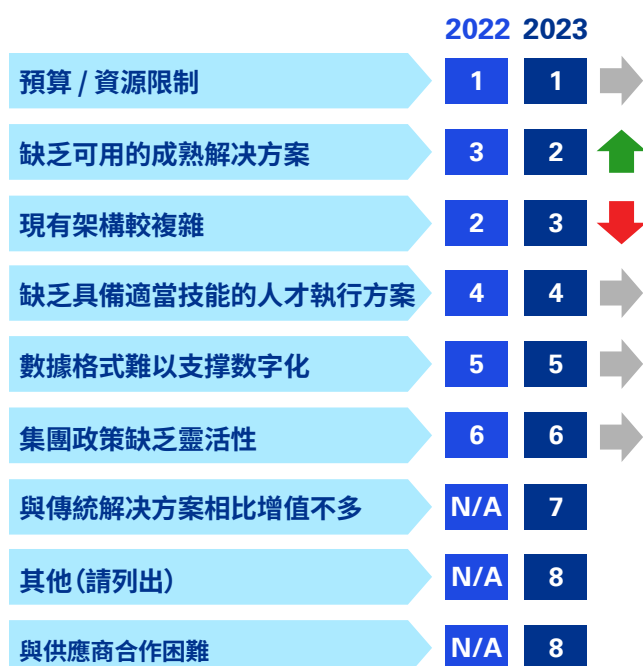 2022 2023
預算 / 資源限制 1 1
缺乏可用的成熟解決方案 3 2
現有架構較複雜 2 3
缺乏具備適當技能的人才執行方案 4 4
數據格式難以支撐数字化 5 5
集團政策缺乏靈活性 6 6
與傳統解決方案相比增值不多 N/A 7
其他（請列出） N/A 8
與供應商合作困難 N/A 8